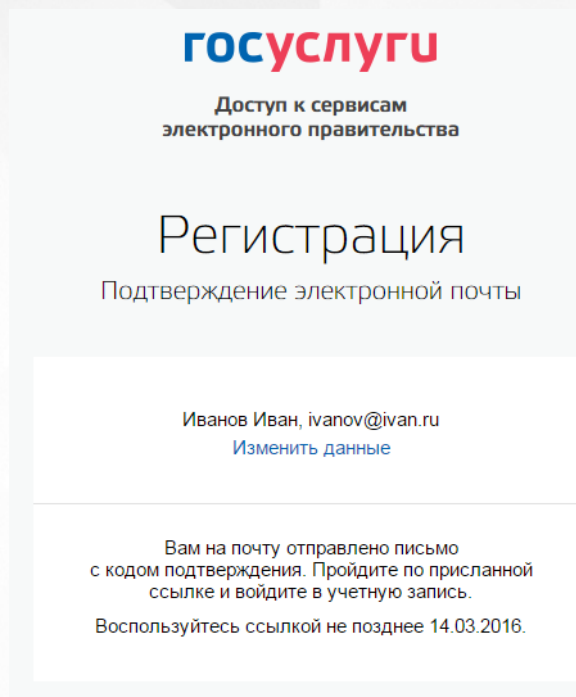 госуслуги
Доступ к сервисам
электронного правительства
Регистрация
Подтверждение электронной почты
Иванов Иван, ivanov@ivan.ru
Изменить данные
Вам на почту отправлено письмо
с кодом подтверждения. Пройдите по присланной
ссылке и войдите в учетную запись.
Воспользуйтесь ссылкой не позднее 14.03.2016.